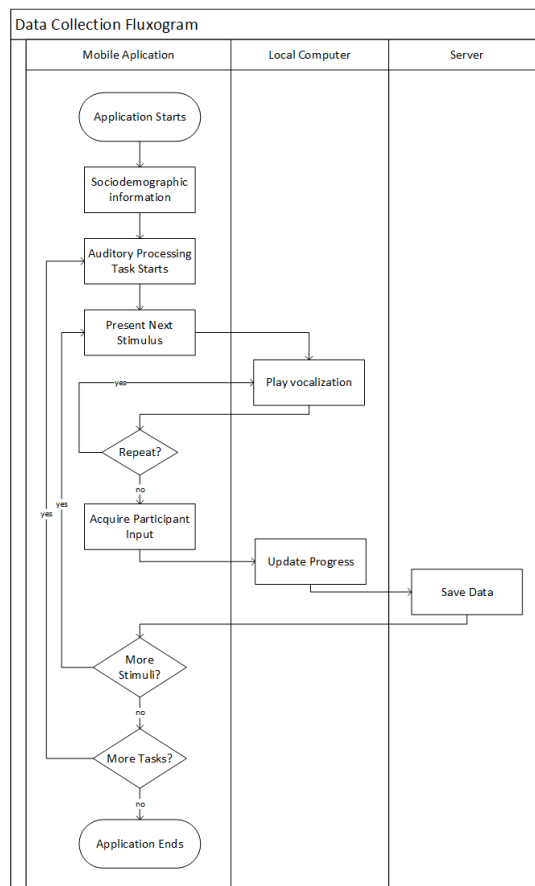 Data Collection Fluxogram
Mobile Aplication
Local Computer
Server
Application Starts
Sociodemographic
information
Auditory Processing
Task Starts
Present Next
Stimulus
Play vocalization
yes
Repeat?
no
yes
yes
Acquire Participant
Input
Update Progress
Save Data
More
Stimuli?
no
More Tasks?
no
Application Ends